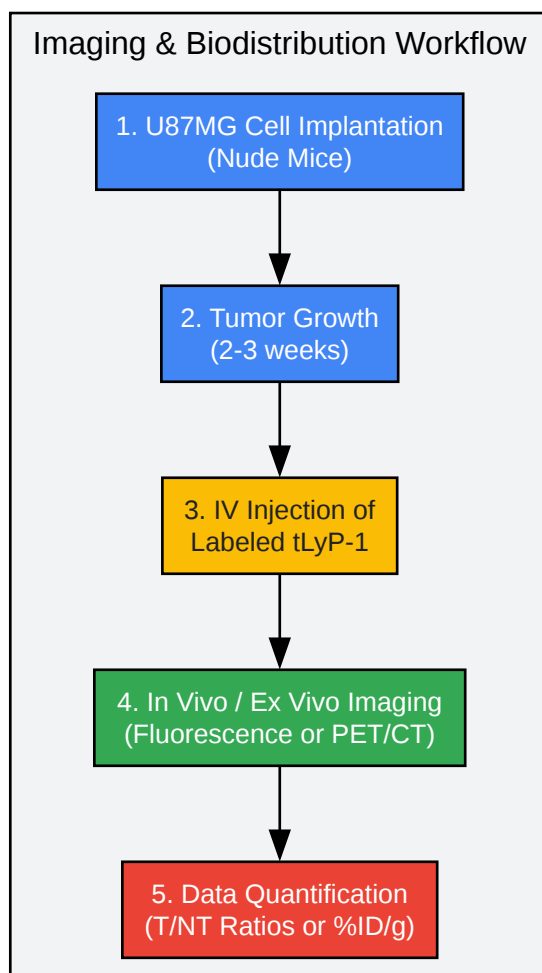 Imaging & Biodistribution Workflow
1. U87MG Cell Implantation
(Nude Mice)
2. Tumor Growth
(2-3 weeks)
3. IV Injection of
Labeled tLyP-1
4. In Vivo / Ex Vivo Imaging
(Fluorescence or PET/CT)
5. Data Quantification
(T/NT Ratios or %ID/g)